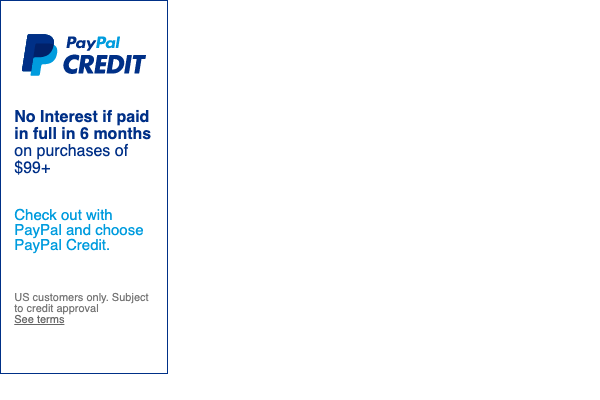 PayPal
CREDIT
No Interest if paid
in full in 6 months
on purchases of
$99+
Check out with
PayPal and choose
PayPal Credit.
US customers only. Subject
to credit approval
See terms